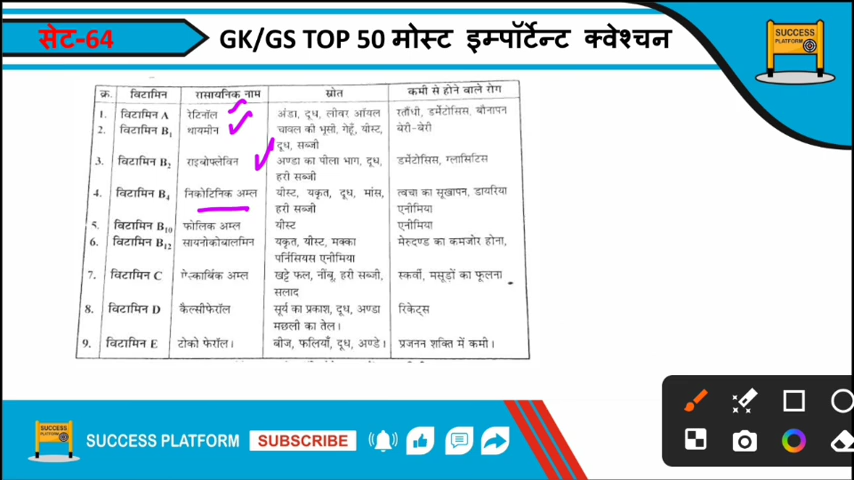 सेट-64
GK/GS TOP 50 मोस्ट इम्पॉर्टेन्ट क्वेश्चन
SUCCESS
PLATFORM
क्र. विटामिन रासायनिक नाम स्रोत कमी से होने वाले रोग
1. विटामिन A रेटिनॉल अंडा, दूध, लीवर ऑयल रतौंधी, डर्मेटोसिस, बौनापन
2. विटामिन B1 थायमीन चावल की भूसी, गेहूँ, यीस्ट, बेरी-बेरी
दूध, सब्जी
3. विटामिन B2 राइबोफ्लेविन अण्डा का पीला भाग, दूध, डर्मटोसिस, ग्लासिटिस
हरी सब्जी
4. विटामिन B4 निकोटिनिक अम्ल यीस्ट, यकृत, दूध, मांस, त्वचा का सूखापन, डायरिया
हरी सब्जी एनीमिया
5. विटामिन B10 फोलिक अम्ल यीस्ट एनीमिया
6. विटामिन B12 सायनोकोबालमिन यकृत, यीस्ट, मक्का मेरुदण्ड का कमजोर होना,
पर्निसियस एनीमिया
7. विटामिन C ऐस्कार्बिक अम्ल खट्टे फल, नींबू, हरी सब्जी, स्कर्वी, मसूड़ों का फूलना
सलाद
8. विटामिन D कैल्सीफेरॉल सूर्य का प्रकाश, दूध, अण्डा रिकेट्स
मछली का तेल।
9. विटामिन E टोको फेरॉल। बीज, फलियाँ, दूध, अण्डे। प्रजनन शक्ति में कमी।
SUCCESS
PLATFORM
SUCCESS PLATFORM SUBSCRIBE